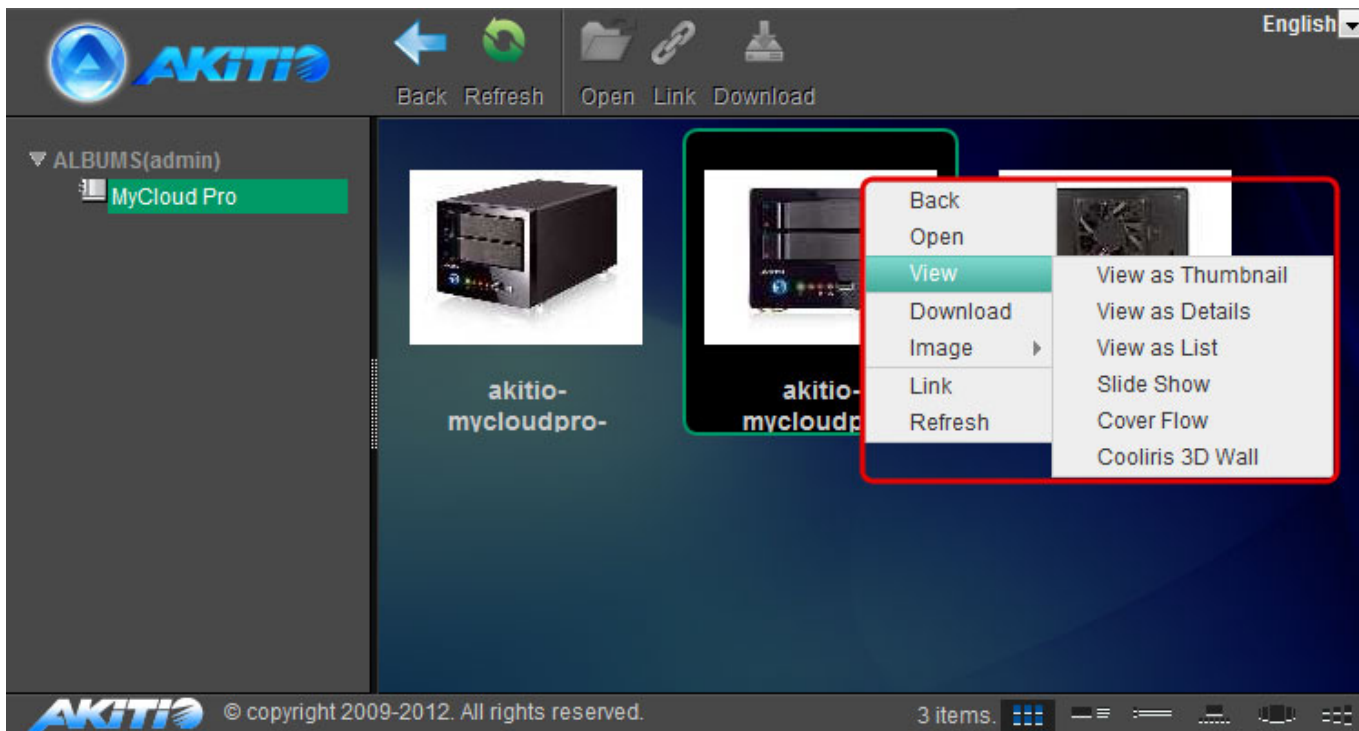 AKiTiO
English
Back Refresh Open Link Download
ALBUMS(admin)
MyCloud Pro
akitio-
mycloudpro-
akitio-
mycloudp
Back
Open
View
Download
Image
Link
Refresh
View as Thumbnail
View as Details
View as List
Slide Show
Cover Flow
Cooliris 3D Wall
AKiTiO
© copyright 2009-2012. All rights reserved.
3 items.